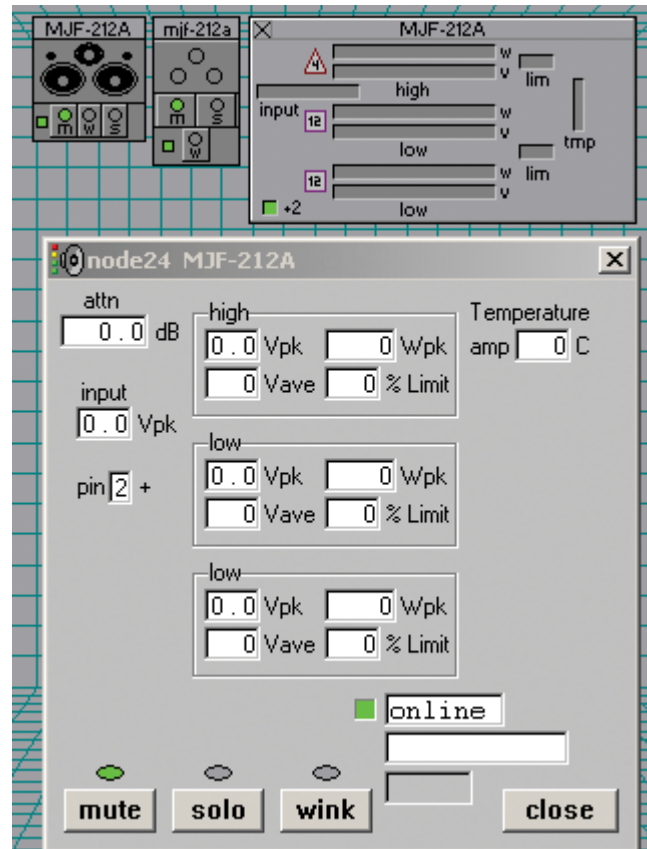 MJF-212A
m w s
mjf-212a
m s
w
MJF-212A
4 w
v lim
high
input 12 w
v
low
tmp
12 w lim
v
+2 low
node24 MJF-212A
attn
0.0 dB
input
0.0 Vpk
pin 2 +
high
0.0 Vpk 0 Wpk
0 Vave 0 % Limit
low
0.0 Vpk 0 Wpk
0 Vave 0 % Limit
low
0.0 Vpk 0 Wpk
0 Vave 0 % Limit
Temperature
amp 0 C
online
mute solo wink close